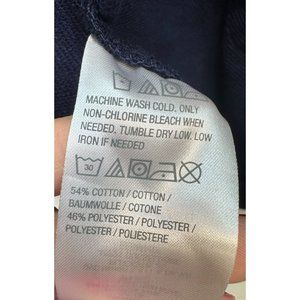 MACHINE WASH COLD. ONLY
NON-CHLORINE BLEACH WHEN
NEEDED. TUMBLE DRY LOW. LOW
IRON IF NEEDED
30
54% COTTON / COTTON /
BAUMWOLLE / COTONE
46% POLYESTER / POLYESTER /
POLYESTER / POLIESTERE